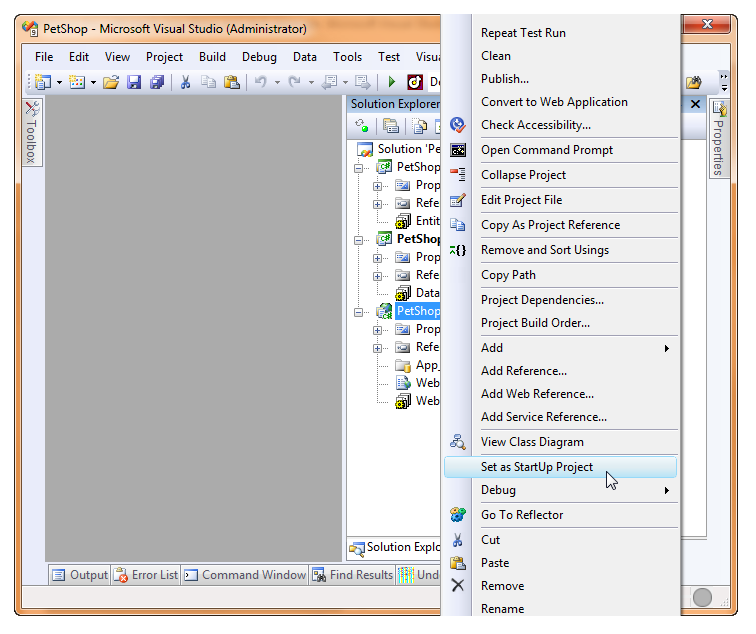 PetShop - Microsoft Visual Studio (Administrator)
File Edit View Project Build Debug Data Tools Test
Toolbox
Solution Explorer
Properties
Solution
PetShop
Prop
Refe
Entit
PetShop
Prop
Refe
Data
PetShop
Prop
Refe
App_
Web
Web
Solution Explo
Output Error List Command Window Find Results Und
Repeat Test Run
Clean
Publish...
Convert to Web Application
Check Accessibility...
Open Command Prompt
Collapse Project
Edit Project File
Copy As Project Reference
Remove and Sort Usings
Copy Path
Project Dependencies...
Project Build Order...
Add
Add Reference...
Add Web Reference...
Add Service Reference...
View Class Diagram
Set as StartUp Project
Debug
Go To Reflector
Cut
Paste
Remove
Rename